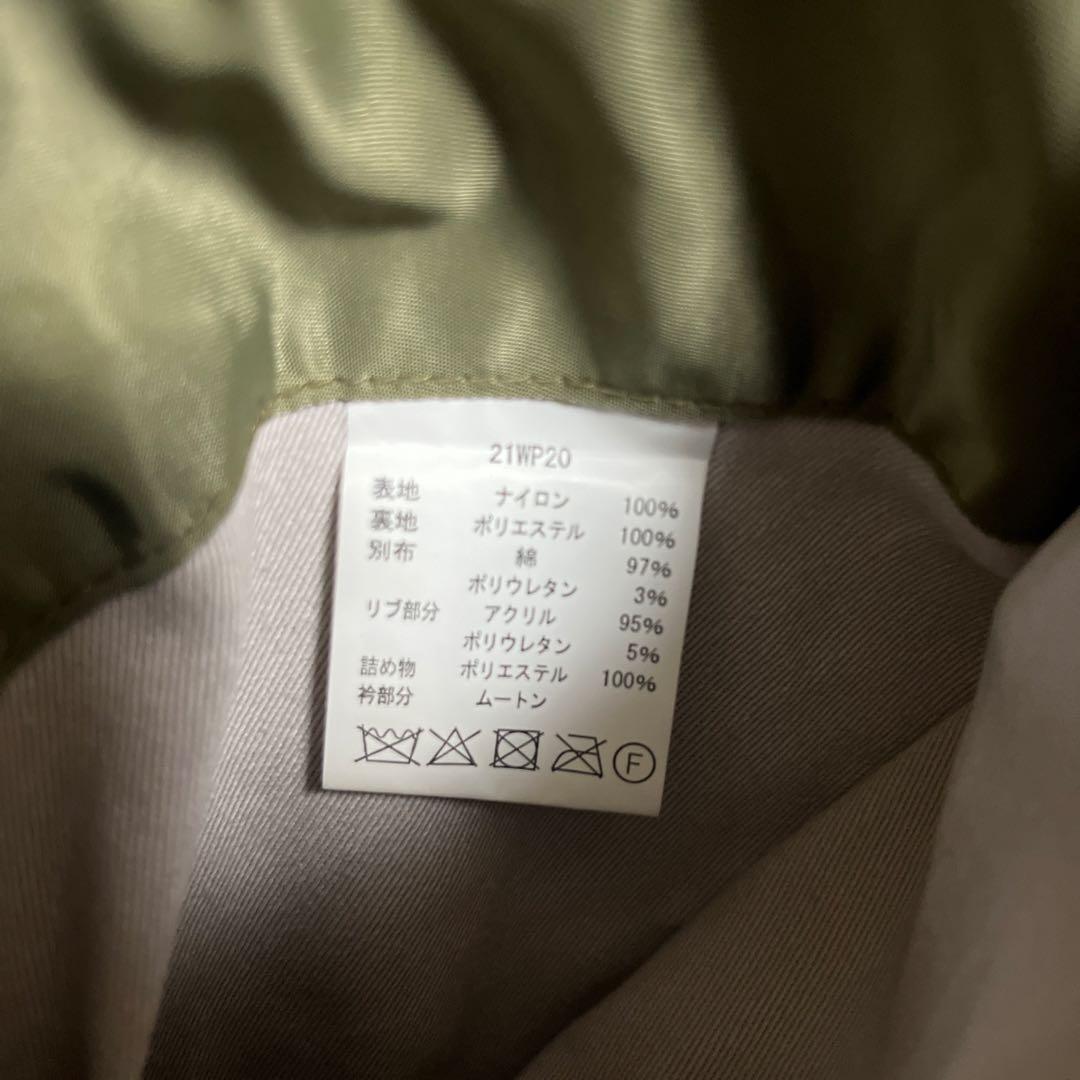 21WP20
表地 ナイロン 100%
裏地 ポリエステル 100%
別布 綿 97%
ポリウレタン 3%
リブ部分 アクリル 95%
ポリウレタン 5%
詰め物 ポリエステル 100%
衿部分 ムートン
F